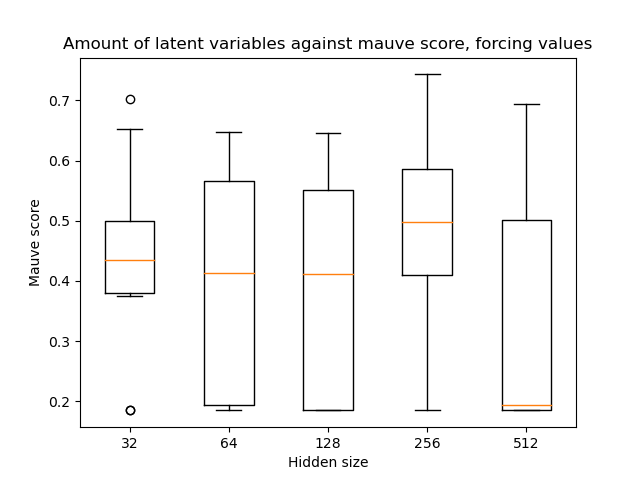 Amount of latent variables against mauve score, forcing values
Mauve score
0.7
0.6
0.5
0.4
0.3
0.2
32 64 128 256 512
Hidden size